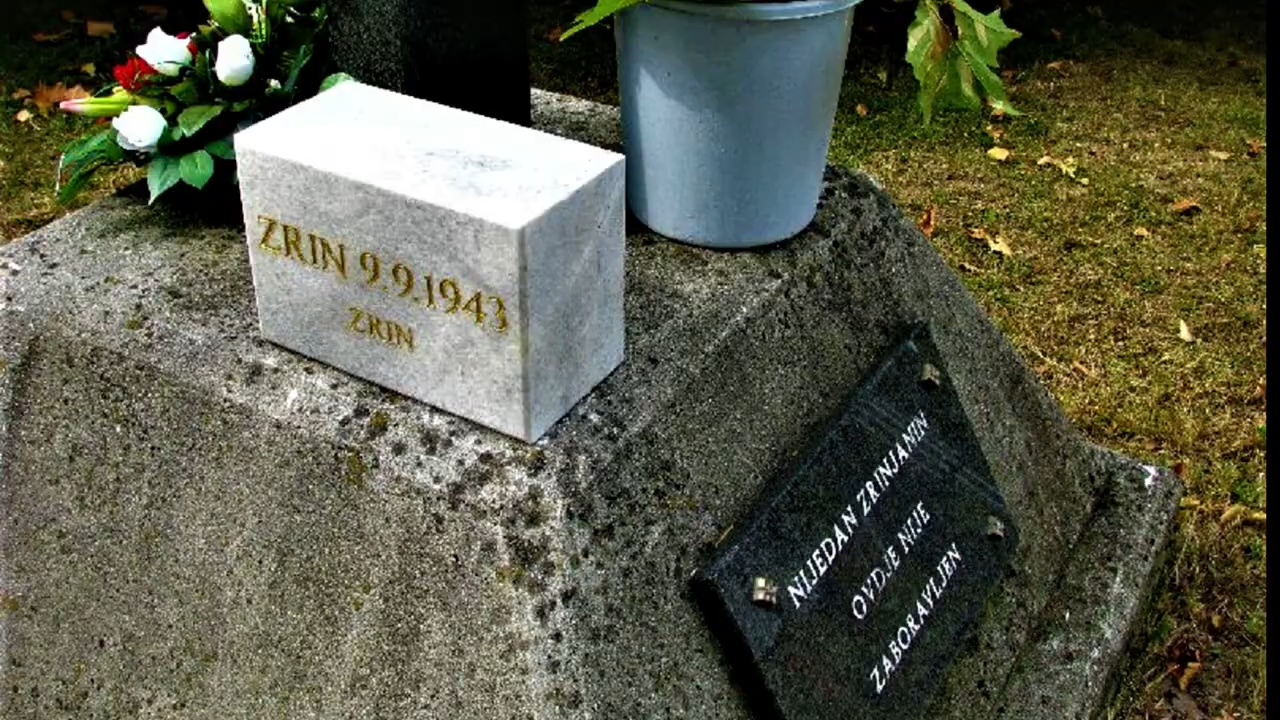 ZRIN 9.9.1943
ZRIN
NIJEDAN ZRINJANIN
OVDJE NIJE
ZABORAVLJEN